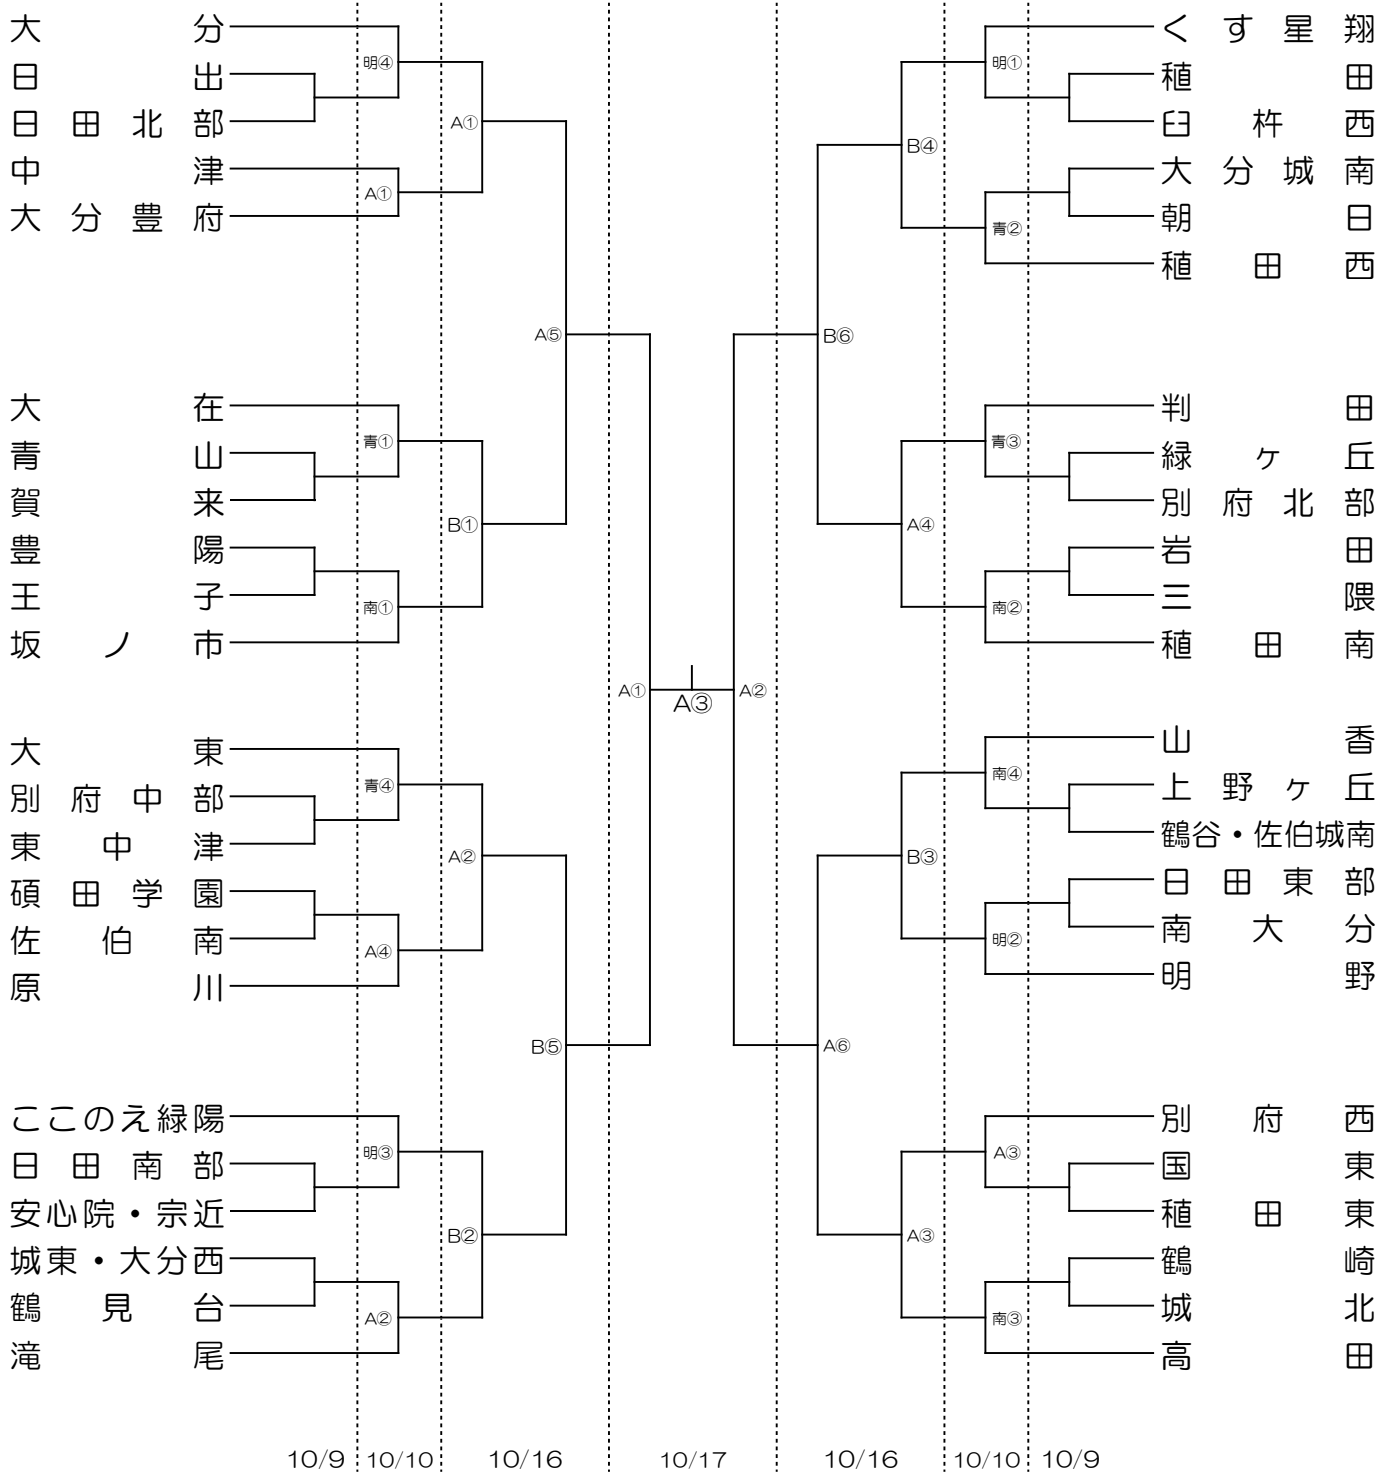 大分
日出
日田北部
中津
大分豊府
大在
青山
賀来
豊陽
王子
坂ノ市
大東
別府中部
東中津
碩田学園
佐伯南
原川
ここのえ緑陽
日田南部
安心院・宗近
城東・大分西
鶴見台
滝尾
明④
A①
青①
南①
青④
A④
明③
A②
A①
B①
A②
B②
A⑤
B⑤
A①
A③
A②
B⑥
A⑥
B④
A④
B③
A③
明①
青②
青③
南②
南④
明②
A③
南③
くす星翔
稙田
臼杵西
大分城南
朝日
稙田西
判田
緑ヶ丘
別府北部
岩田
三隈
稙田南
山香
上野ヶ丘
鶴谷・佐伯城南
日田東部
南大分
明野
別府西
国東
稙田東
鶴崎
城北
高田
10/9 10/10 10/16 10/17 10/16 10/10 10/9